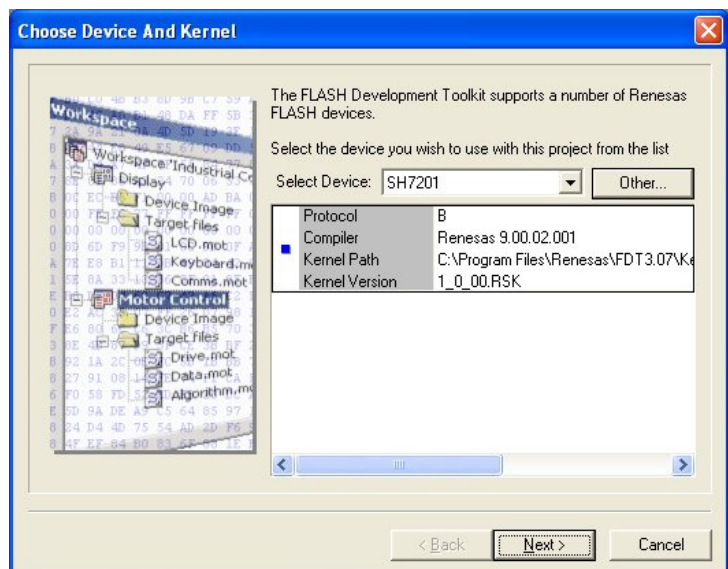 Choose Device And Kernel
The FLASH Development Toolkit supports a number of Renesas
FLASH devices.
Select the device you wish to use with this project from the list
Select Device: SH7201 Other...
Protocol B
Compiler Renesas 9.00.02.001
Kernel Path C:\Program Files\Renesas\FDT3.07\Ke
Kernel Version 1_0_00.RSK
Workspace
Workspace "Industrial Co
Display
Device Image
Target files
LCD.mot
Keyboard.m
Comms.mot
Motor Control
Device Image
Target files
Drive.mot
Data.mot
Algorithm.mo
< Back Next > Cancel